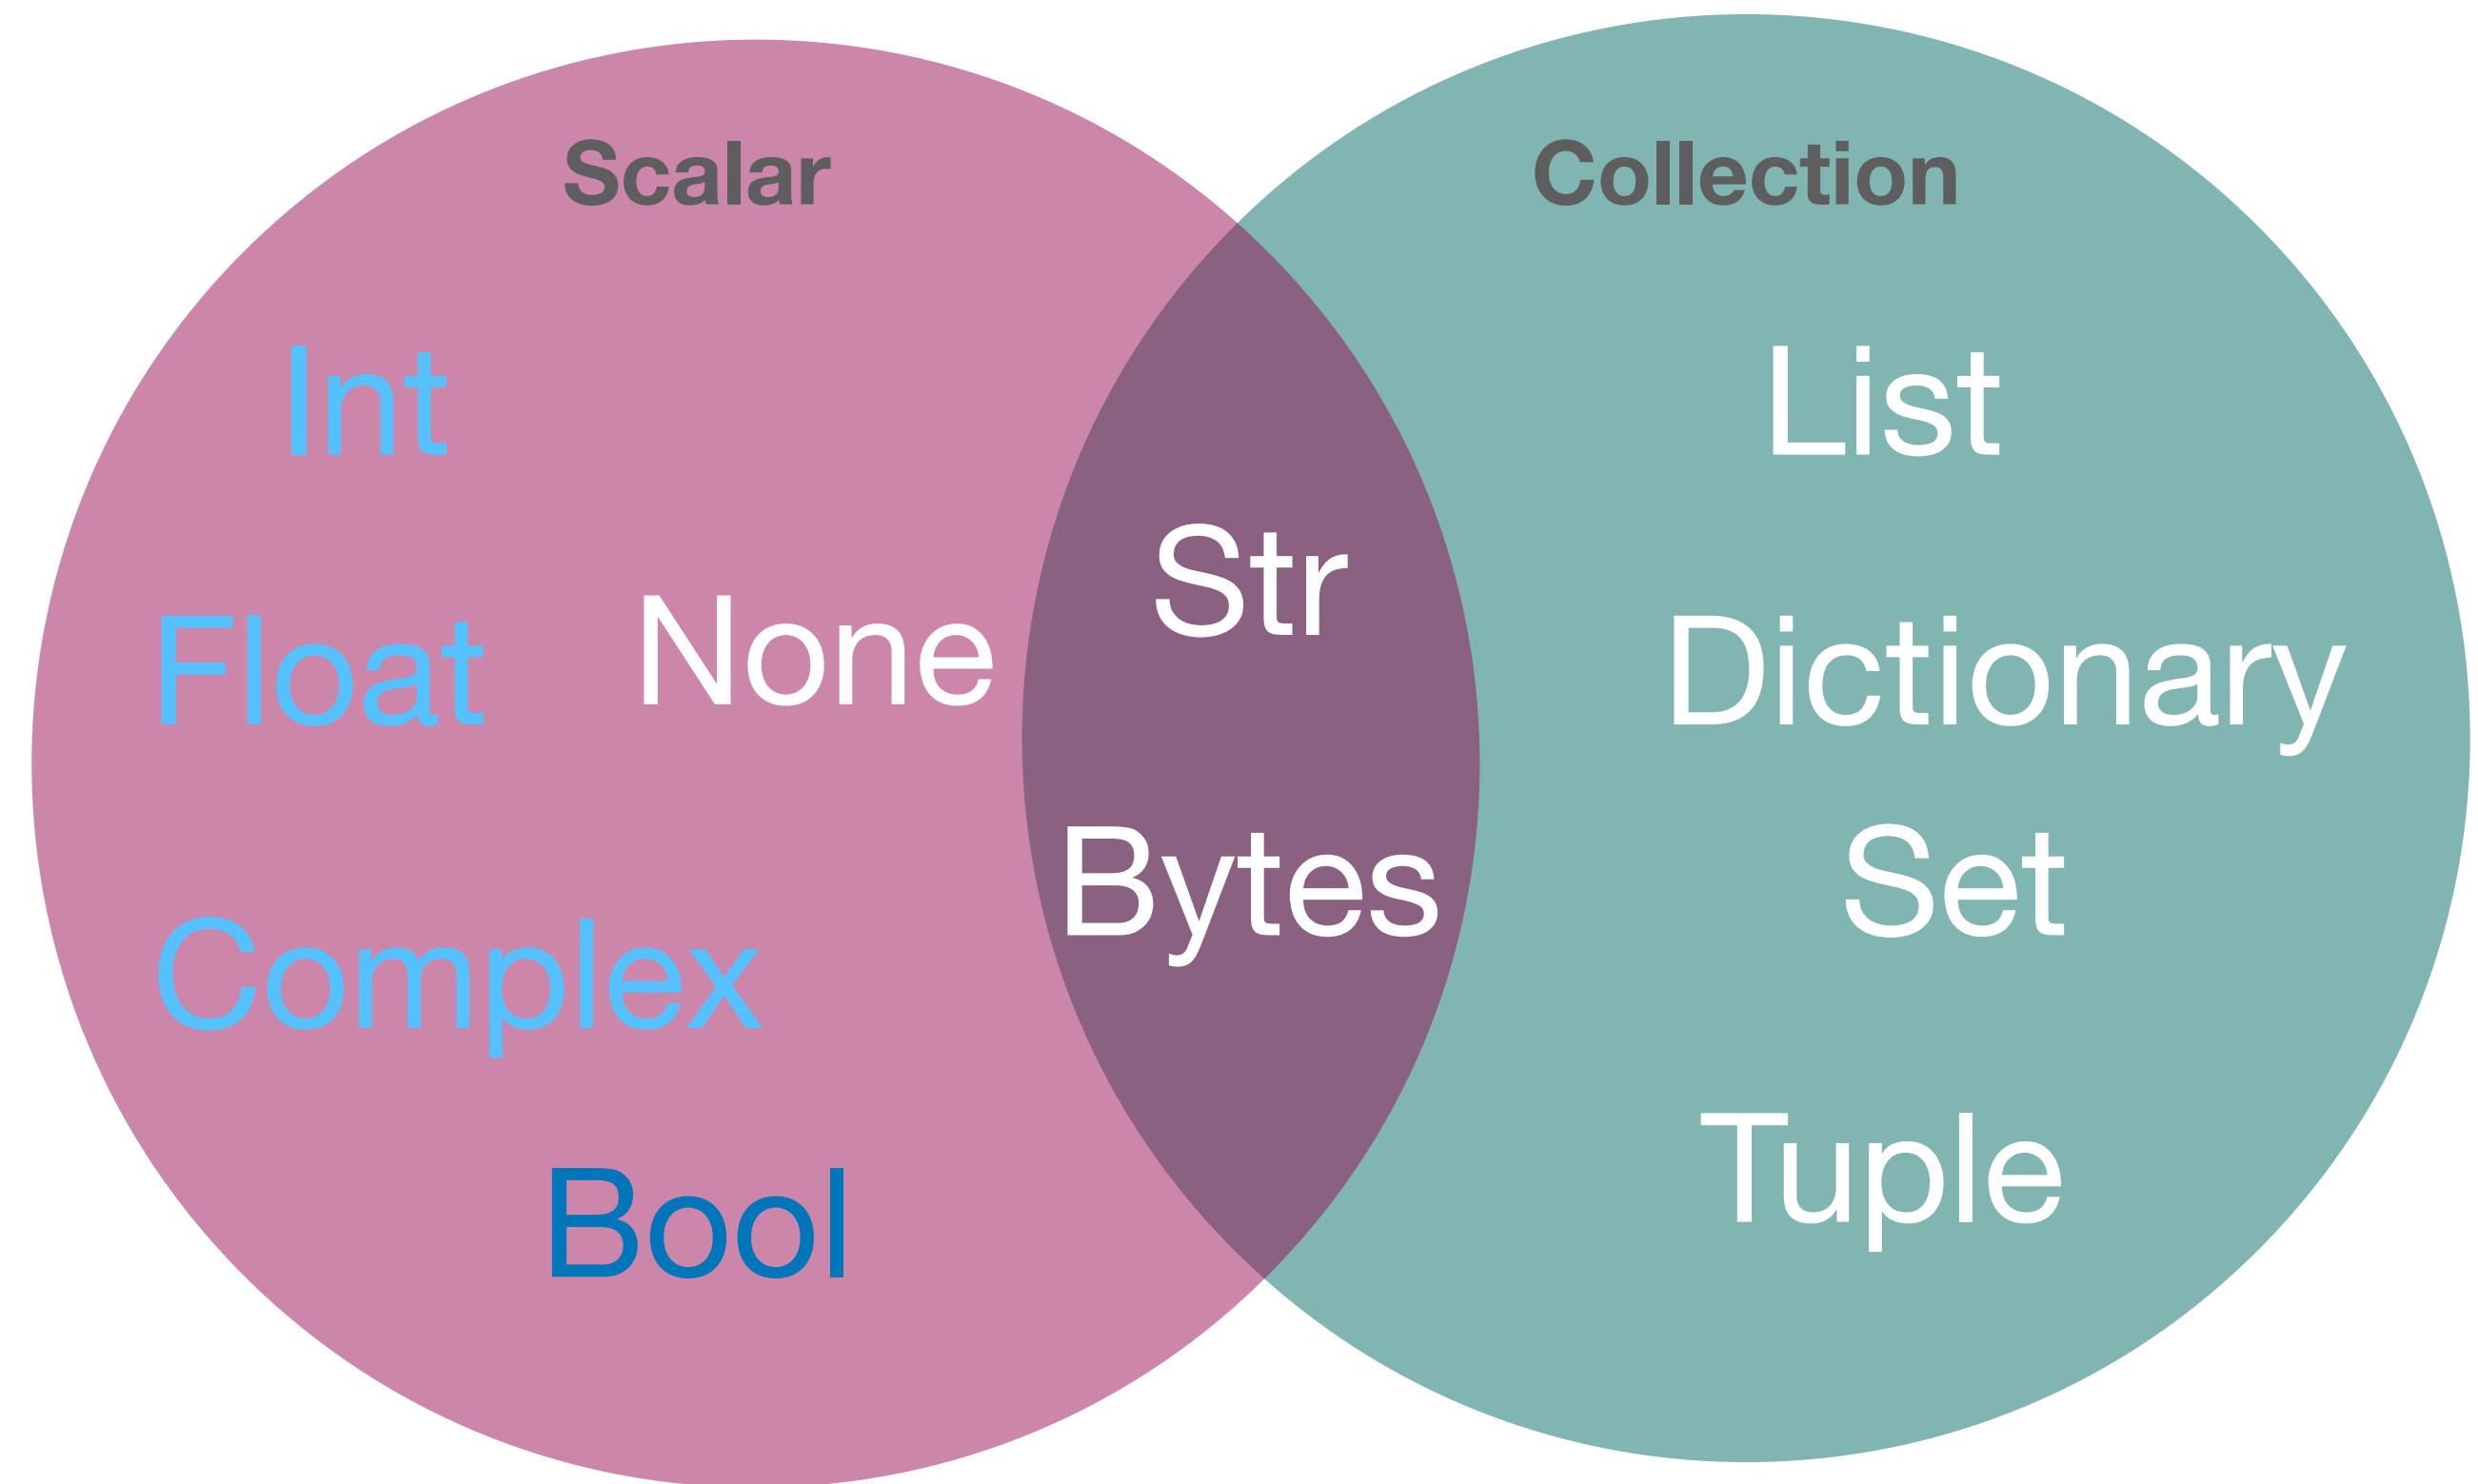 Scalar
Collection
Int
List
Str
None
Float
Dictionary
Bytes
Set
Complex
Tuple
Bool